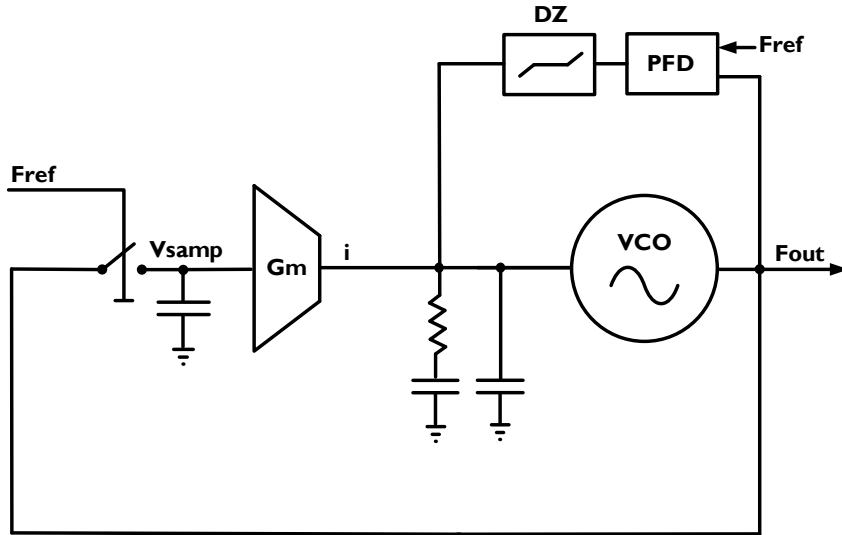 DZ
PFD
Fref
Fref
Vsamp
Gm
i
VCO
Fout